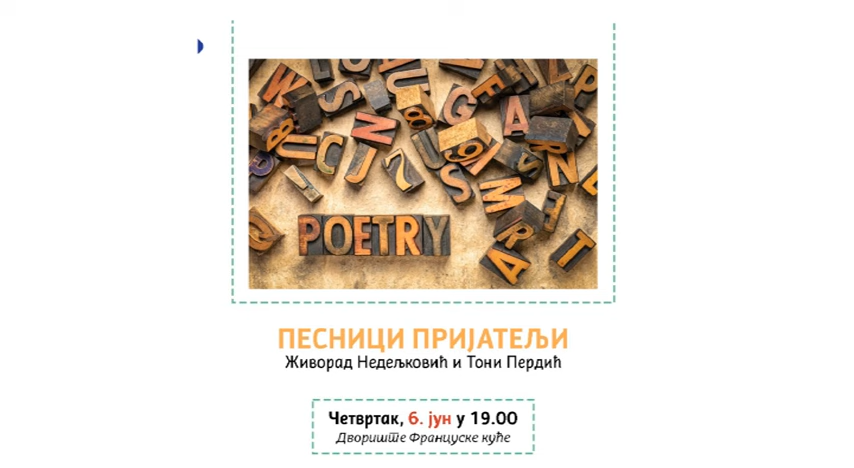 POETRY
ПЕСНИЦИ ПРИЈАТЕЉИ
Живорад Недељковић и Тони Пердић
Четвртак, 6. јун у 19.00
Двориште Француске куће